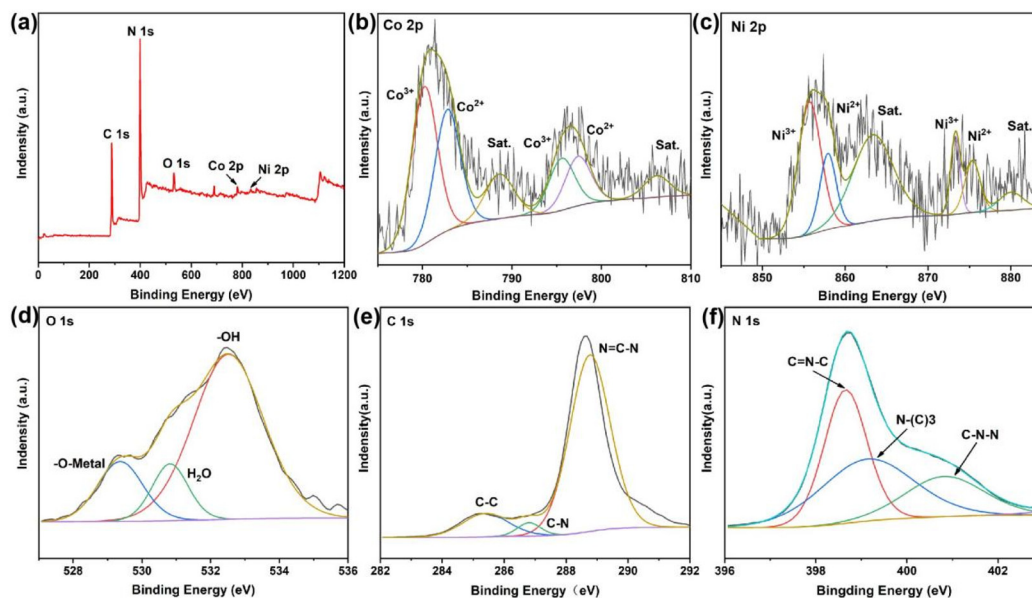 (a)
N 1s
C 1s
O 1s
Co 2p
Ni 2p
Indensity (a.u.)
0 200 400 600 800 1000 1200
Binding Energy (eV)
(b)
Co 2p
Co3+
Co2+
Sat.
Co3+
Co2+
Sat.
Intensity (a.u.)
780 790 800 810
Binding Energy (eV)
(c)
Ni 2p
Ni3+
Ni2+
Sat.
Ni3+
Ni2+
Sat.
Indensity (a.u.)
850 860 870 880
Binding Energy (eV)
(d)
O 1s
-OH
-O-Metal
H2O
Indensity (a.u.)
528 530 532 534 536
Binding Energy (eV)
(e)
C 1s
N=C-N
C-C
C-N
Indensity(a.u.)
282 284 286 288 290 292
Binding Energy (eV)
(f)
N 1s
C=N-C
N-(C)3
C-N-N
Indensity(a.u.)
396 398 400 402
Bingding Energy (eV)